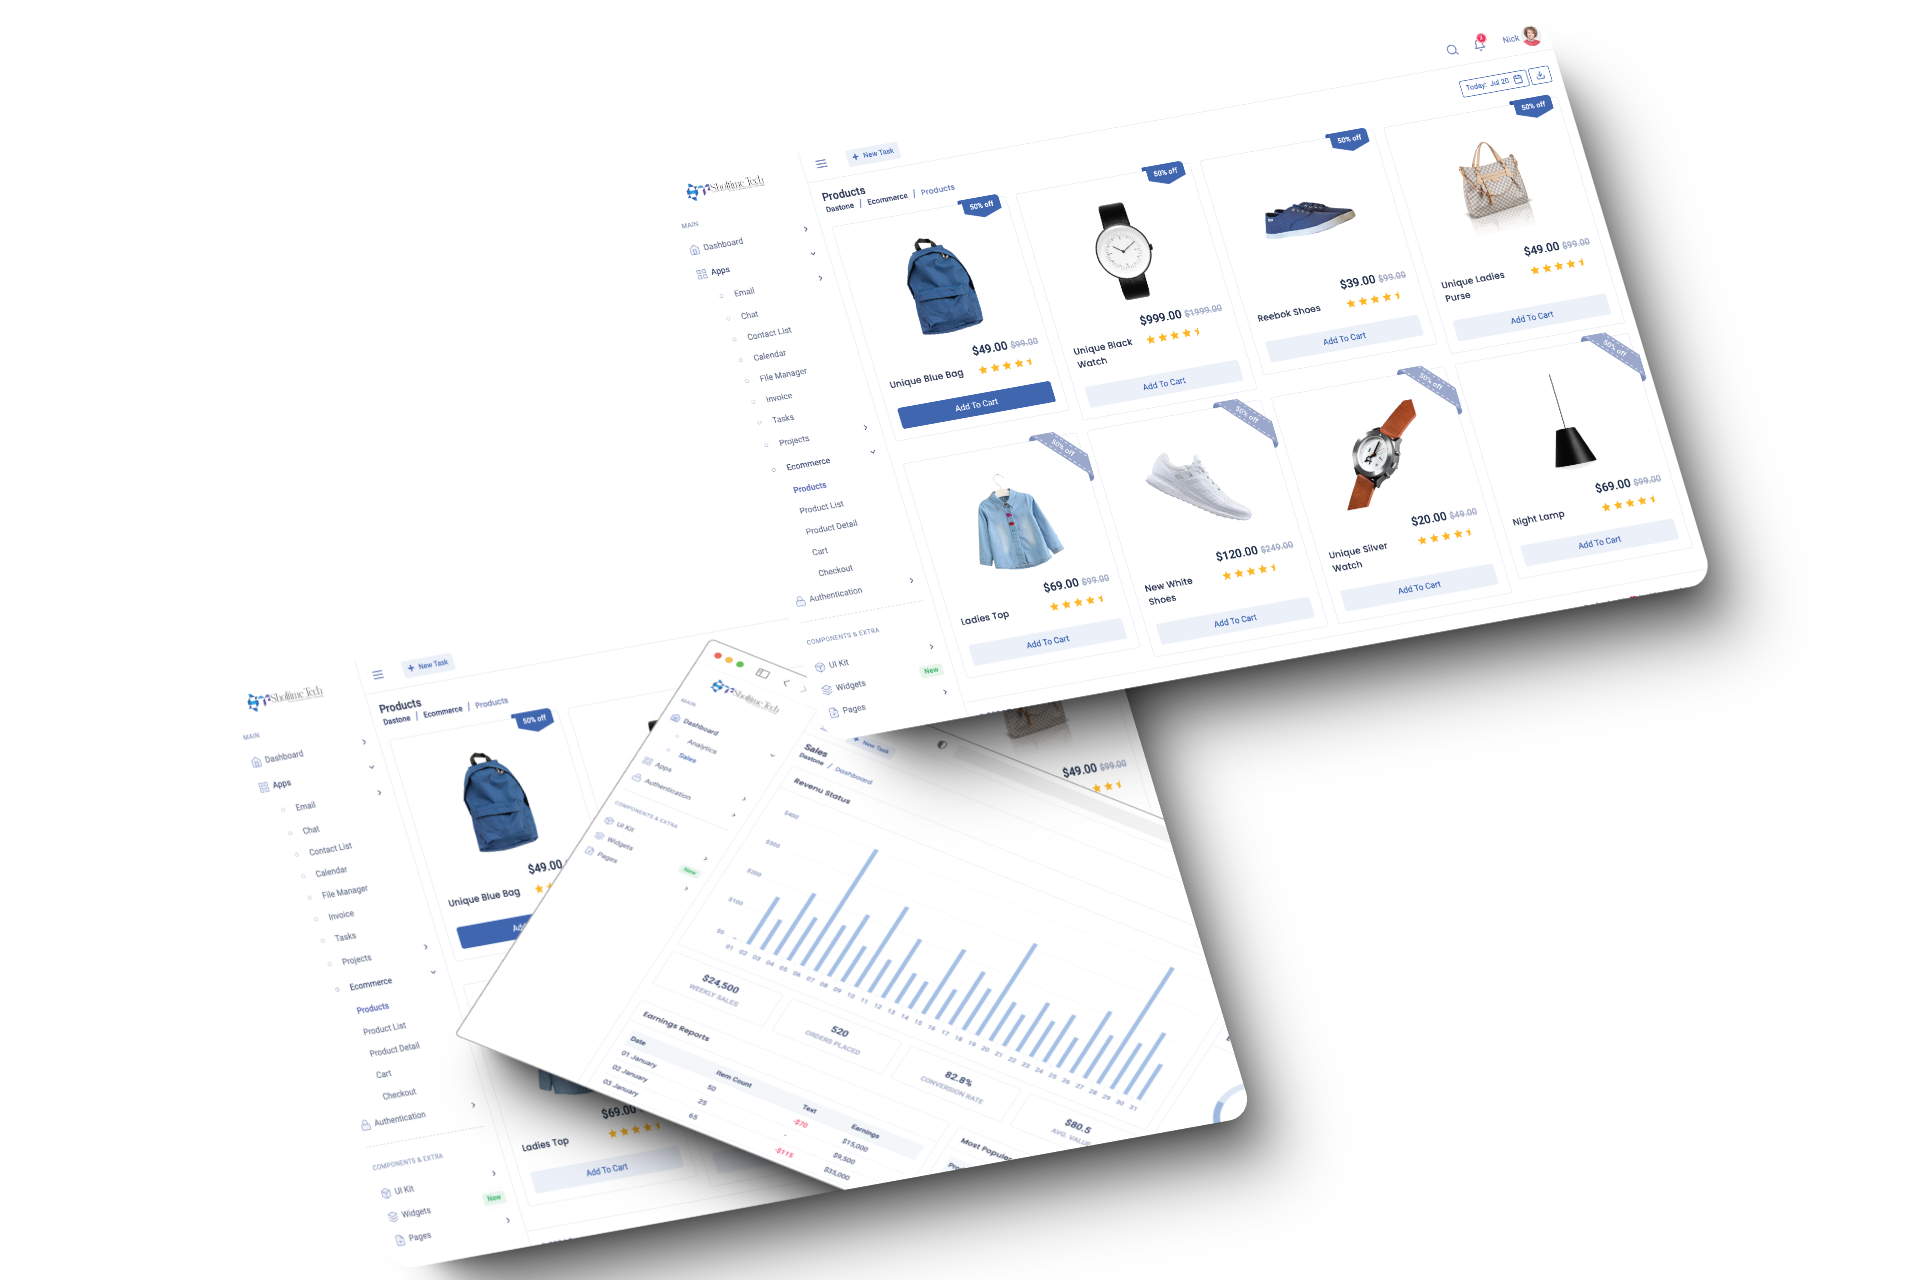 Nick
Today: Jul 20
+ New Task
Products
Dastone / Ecommerce / Products
Sholtime Tech
MAIN
Dashboard
Apps
Email
Chat
Contact List
Calendar
File Manager
Invoice
Tasks
Projects
Ecommerce
Products
Product List
Product Detail
Cart
Checkout
Authentication
COMPONENTS & EXTRA
UI Kit
Widgets
New
Pages
50% off
$49.00 $99.00
Unique Blue Bag
Add To Cart
50% off
$999.00 $1999.00
Unique Black
Watch
Add To Cart
50% off
$39.00 $99.00
Reebok Shoes
Add To Cart
50% off
$49.00 $99.00
Unique Ladies
Purse
Add To Cart
50% off
$69.00 $99.00
Ladies Top
Add To Cart
50% off
$120.00 $249.00
New White
Shoes
Add To Cart
50% off
$20.00 $49.00
Unique Silver
Watch
Add To Cart
50% off
$69.00 $99.00
Night Lamp
Add To Cart
Sholtime Tech
MAIN
Dashboard
Apps
Email
Chat
Contact List
Calendar
File Manager
Invoice
Tasks
Projects
Ecommerce
Products
Product List
Product Detail
Cart
Checkout
Authentication
COMPONENTS & EXTRA
UI Kit
Widgets
New
Pages
+ New Task
Products
Dastone / Ecommerce / Products
50% off
$49.00
Unique Blue Bag
Add
$69.00
Ladies Top
Add To Cart
$49.00 $99.00
Sholtime Tech
MAIN
Dashboard
Analytics
Sales
Apps
Authentication
COMPONENTS & EXTRA
UI Kit
Widgets
Pages
New
+ New Task
Sales
Dastone / Dashboard
Revenu Status
$400
$300
$200
$100
$0
01 02 03 04 05 06 07 08 09 10 11 12 13 14 15 16 17 18 19 20 21 22 23 24 25 26 27 28 29 30 31
$24,500
WEEKLY SALES
520
ORDERS PLACED
82.8%
CONVERSION RATE
$80.5
AVG. VALUE
Earnings Reports
Date Item Count Text Earnings
01 January 50 -$70 $15,000
02 January 25 - $9,500
03 January 65 -$115 $35,000
Most Populer